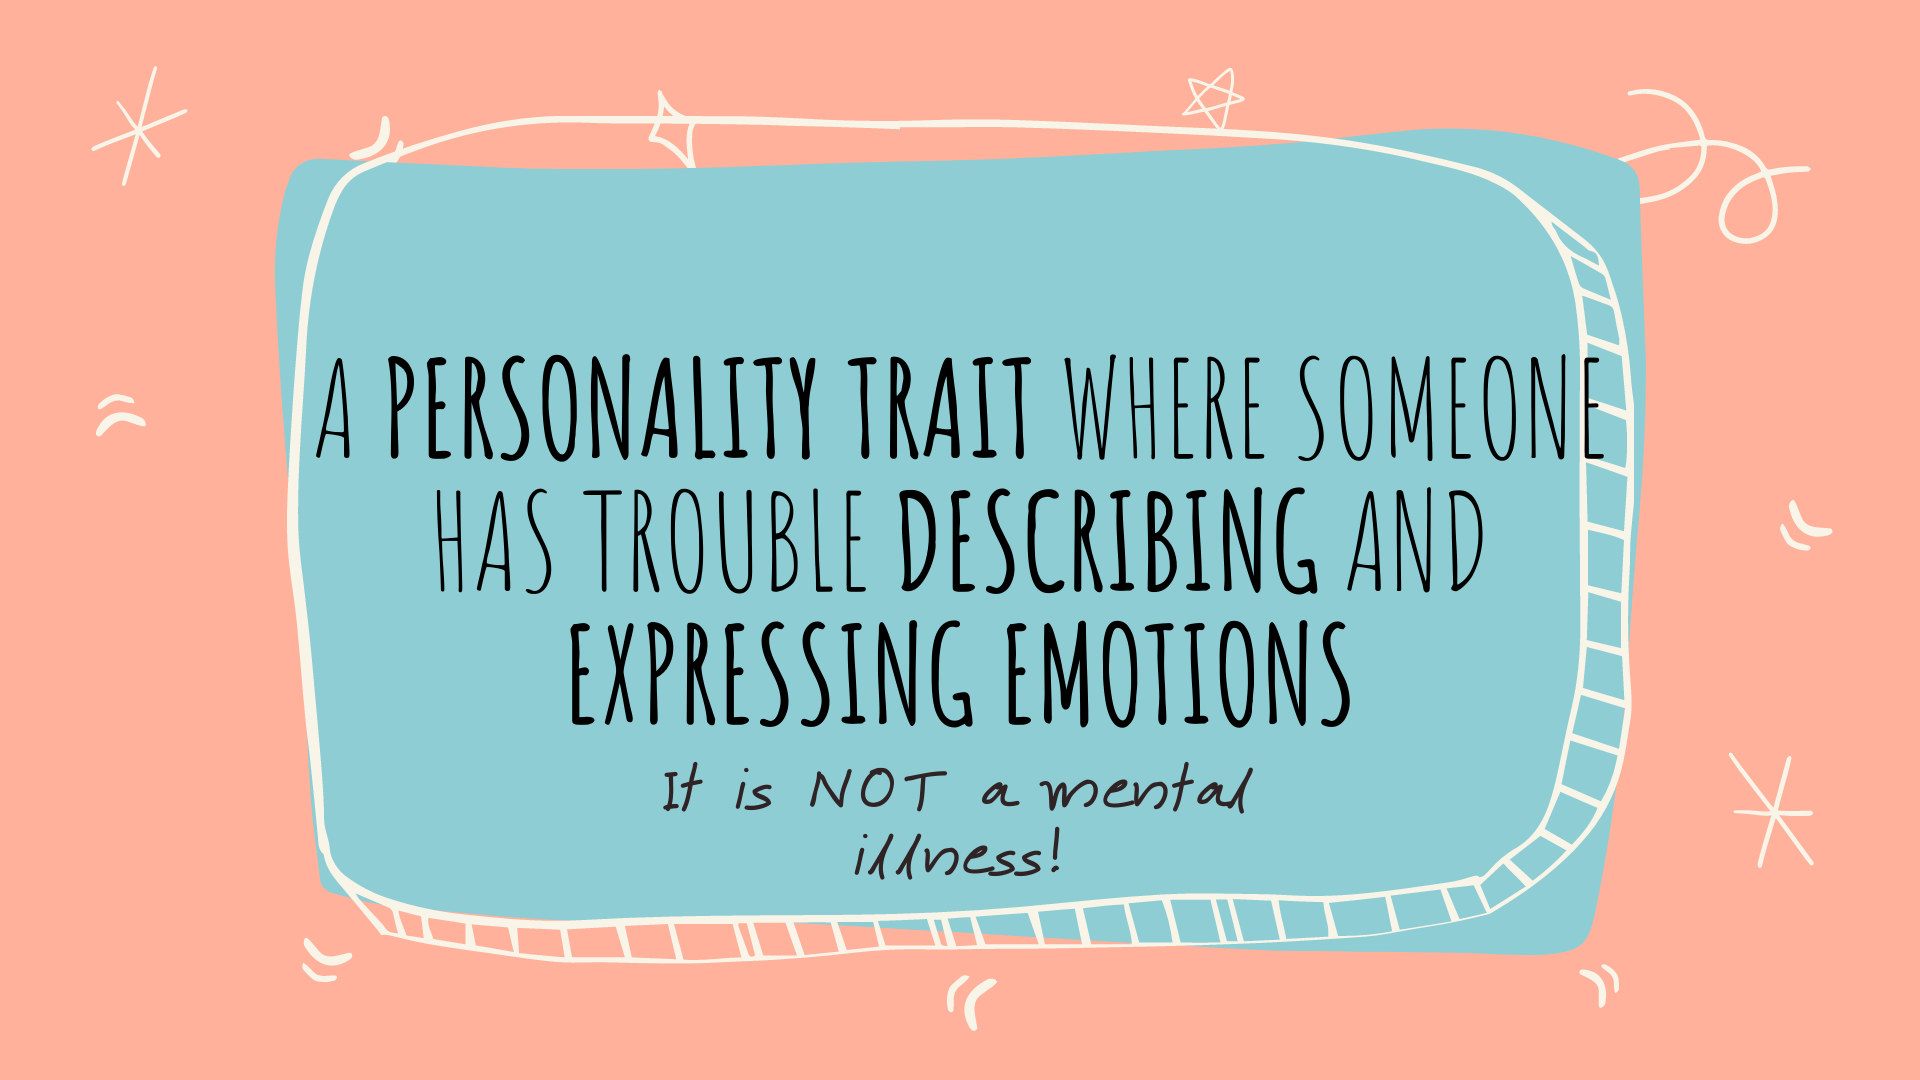 A PERSONALITY TRAIT WHERE SOMEONE
HAS TROUBLE DESCRIBING AND
EXPRESSING EMOTIONS
It is NOT a mental
illness!